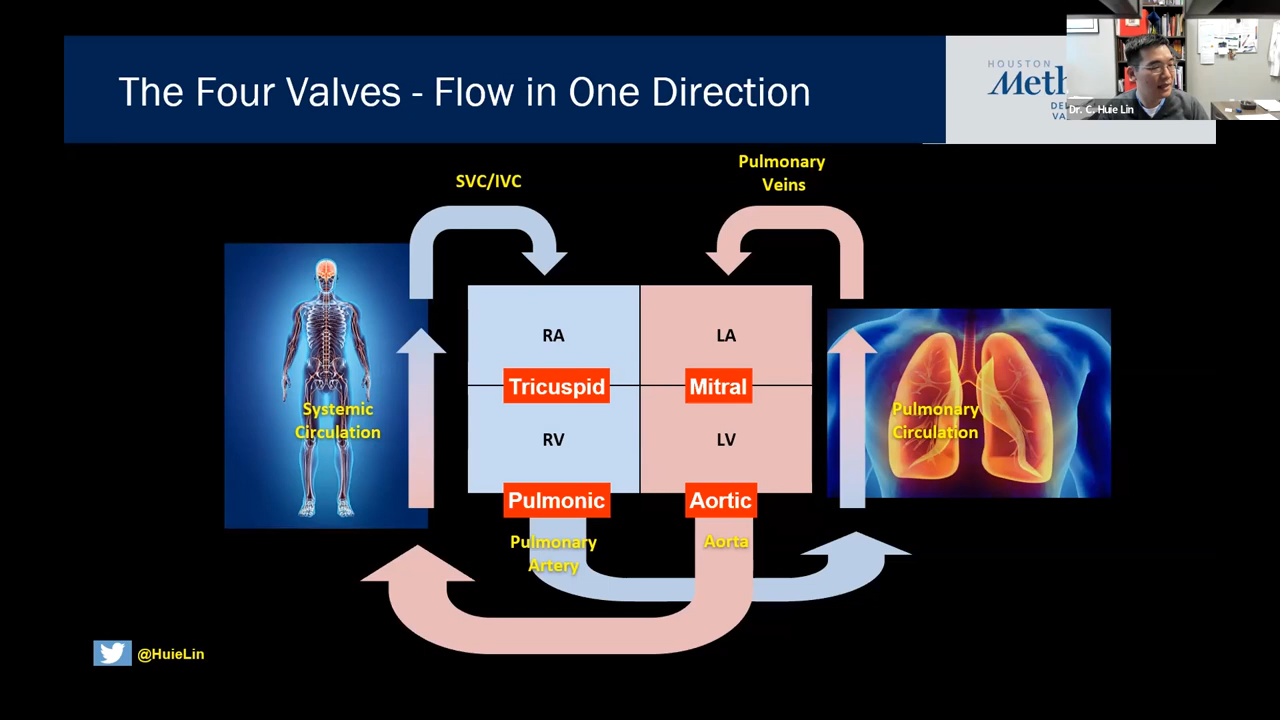 The Four Valves - Flow in One Direction
HOUSTON
Dr. C. Huie Lin
SVC/IVC
Pulmonary
Veins
RA
LA
Tricuspid
Mitral
Systemic
Circulation
Pulmonary
Circulation
RV
LV
Pulmonic
Aortic
Pulmonary
Artery
Aorta
@HuieLin